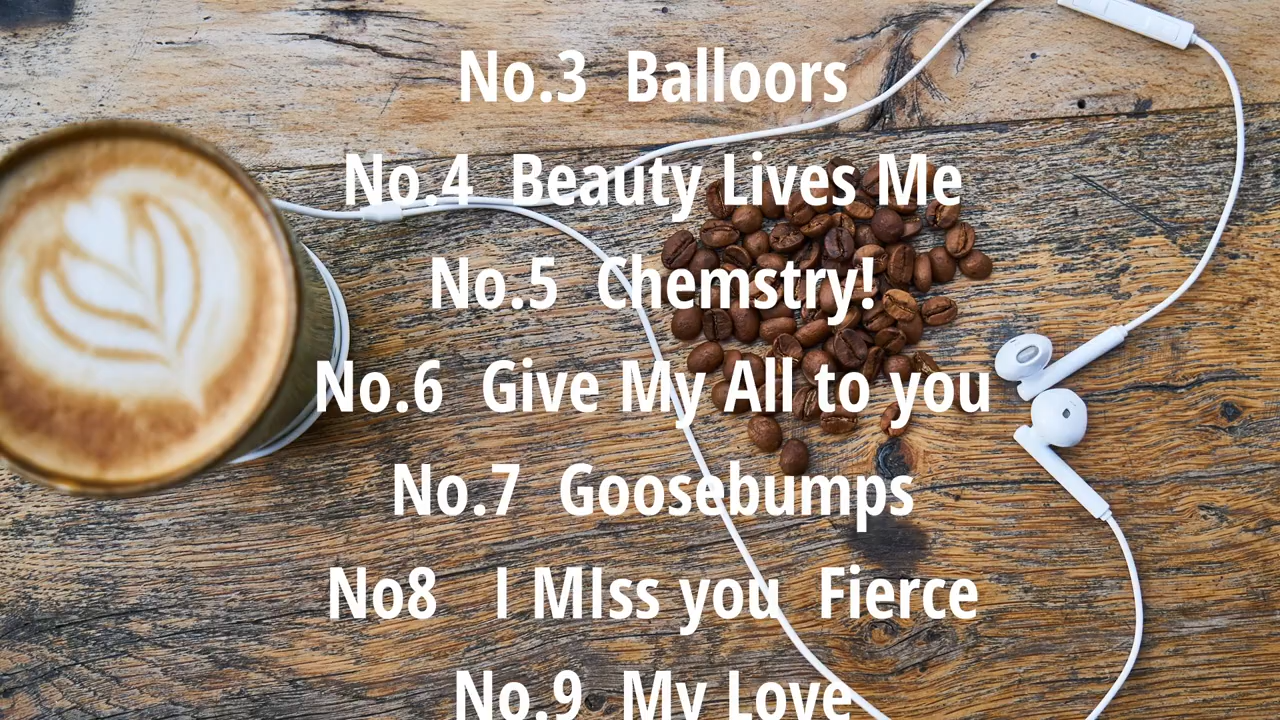 No.3 Balloors
No.4 Beauty Lives Me
No.5 Chemstry!
No.6 Give My All to you
No.7 Goosebumps
No8 I MIss you Fierce
No.9 My Love